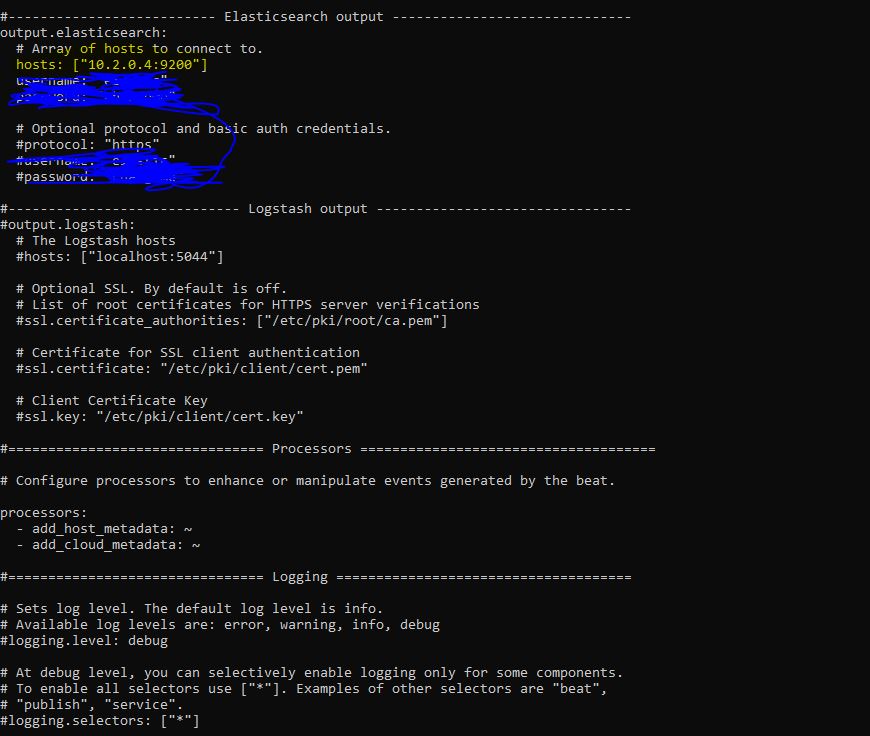 #-------------------------- Elasticsearch output ------------------------------
output.elasticsearch:
  # Array of hosts to connect to.
  hosts: ["10.2.0.4:9200"]
  username:

  # Optional protocol and basic auth credentials.
  #protocol: "https"
  #username:
  #password:

#----------------------------- Logstash output --------------------------------
#output.logstash:
  # The Logstash hosts
  #hosts: ["localhost:5044"]

  # Optional SSL. By default is off.
  # List of root certificates for HTTPS server verifications
  #ssl.certificate_authorities: ["/etc/pki/root/ca.pem"]

  # Certificate for SSL client authentication
  #ssl.certificate: "/etc/pki/client/cert.pem"

  # Client Certificate Key
  #ssl.key: "/etc/pki/client/cert.key"

#================================ Processors =====================================

# Configure processors to enhance or manipulate events generated by the beat.

processors:
  - add_host_metadata: ~
  - add_cloud_metadata: ~

#================================ Logging =====================================

# Sets log level. The default log level is info.
# Available log levels are: error, warning, info, debug
#logging.level: debug

# At debug level, you can selectively enable logging only for some components.
# To enable all selectors use ["*"]. Examples of other selectors are "beat",
# "publish", "service".
#logging.selectors: ["*"]